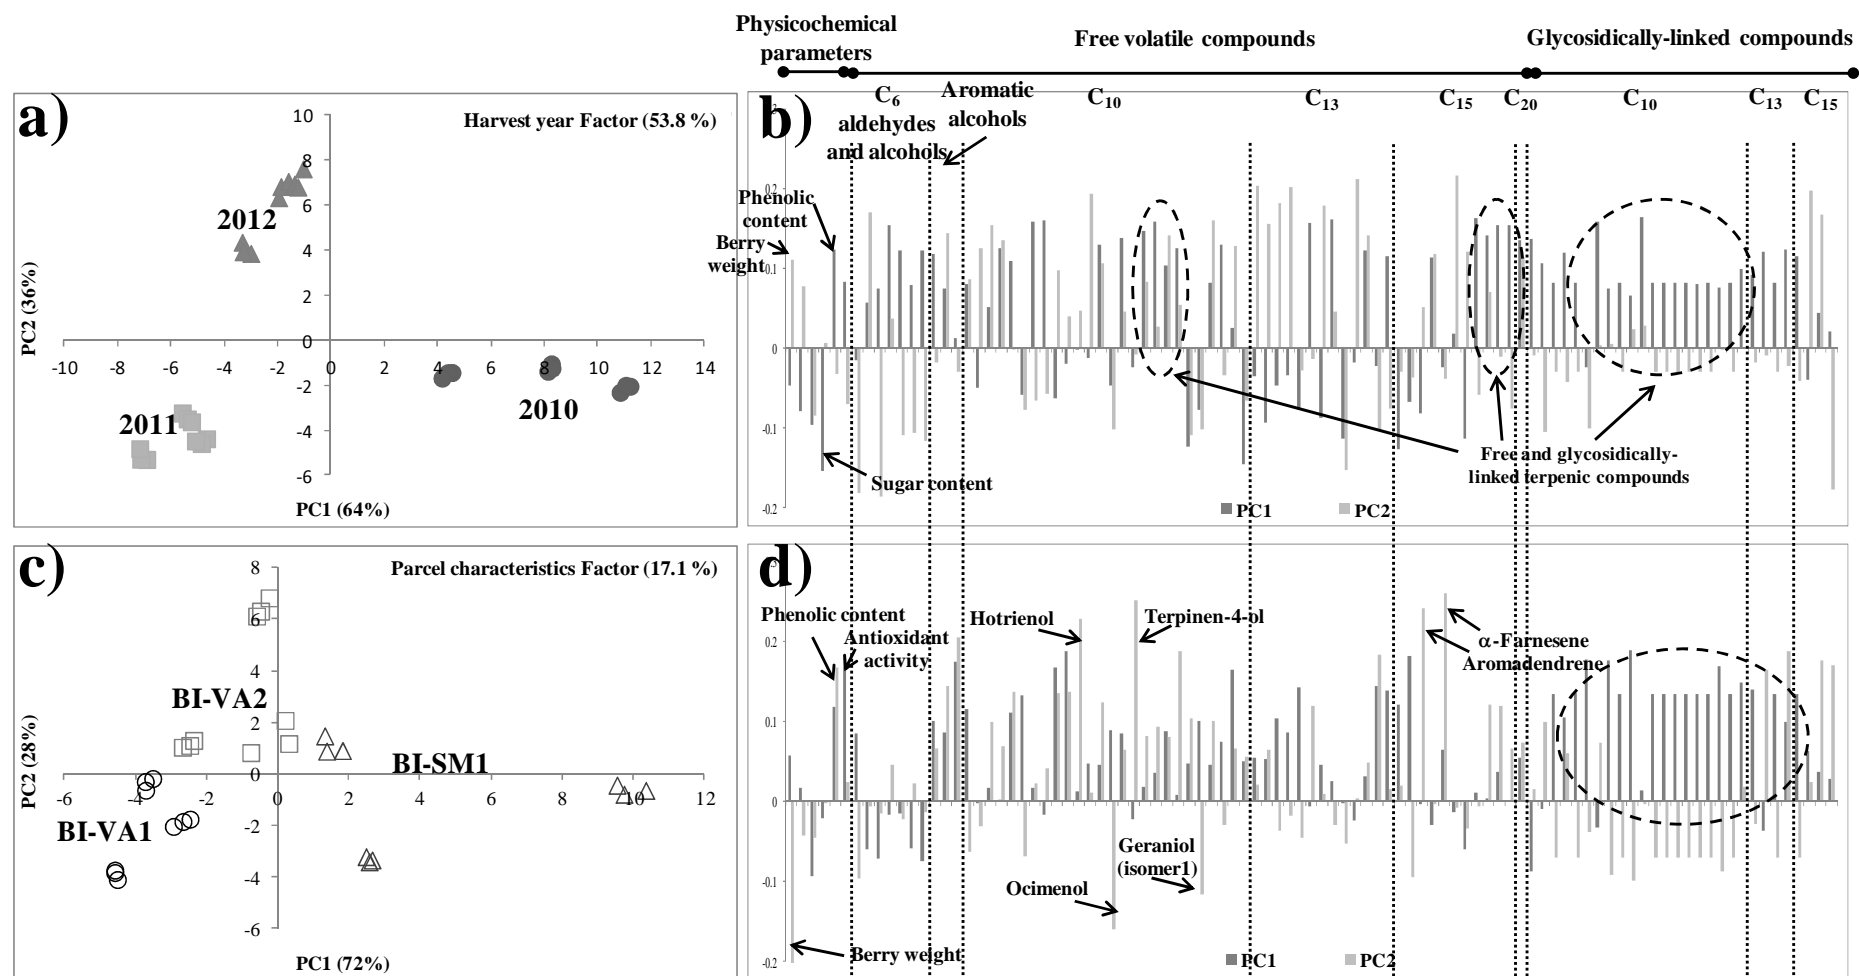 Physicochemical
parameters
Free volatile compounds
Glycosidically-linked compounds
C6
aldehydes
and alcohols
Aromatic
alcohols
C10
C13
C15
C20
C10
C13
C15
a)
Harvest year Factor (53.8 %)
10
8
6
4
2
0
-2
-4
-6
-10
-8
-6
-4
-2
0
2
4
6
8
10
12
14
2012
2011
2010
PC2 (36%)
PC1 (64%)
b)
0.2
0.1
0
-0.1
-0.2
Phenolic
content
Berry
weight
Sugar content
Free and glycosidically-
linked terpenic compounds
PC1
PC2
c)
Parcel characteristics Factor (17.1 %)
8
6
4
2
0
-2
-4
-6
-6
-4
-2
0
2
4
6
8
10
12
BI-VA2
BI-SM1
BI-VA1
PC2 (28%)
PC1 (72%)
d)
0.2
0.1
0
-0.1
-0.2
Phenolic content
Antioxidant
activity
Hotrienol
Terpinen-4-ol
α-Farnesene
Aromadendrene
Geraniol
(isomer1)
Ocimenol
Berry weight
PC1
PC2